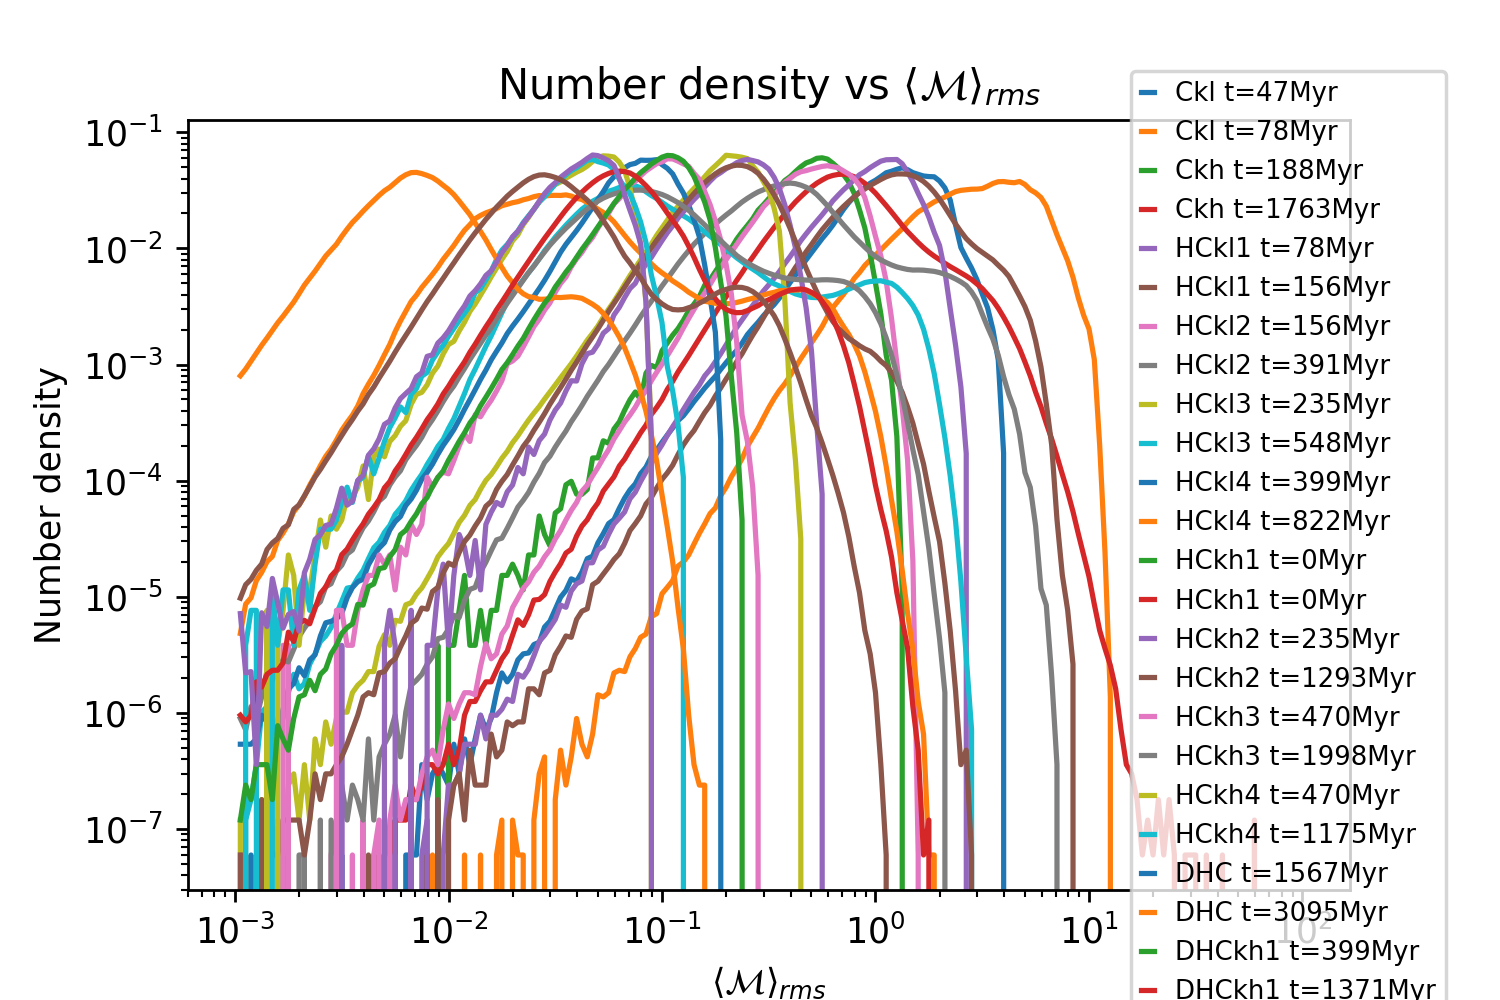 Number density vs ⟨ℳ⟩rms
Number density
10⁻¹
10⁻²
10⁻³
10⁻⁴
10⁻⁵
10⁻⁶
10⁻⁷
10⁻³
10⁻²
10⁻¹
10⁰
10¹
10²
⟨ℳ⟩rms
Ckl t=47Myr
Ckl t=78Myr
Ckh t=188Myr
Ckh t=1763Myr
HCkl1 t=78Myr
HCkl1 t=156Myr
HCkl2 t=156Myr
HCkl2 t=391Myr
HCkl3 t=235Myr
HCkl3 t=548Myr
HCkl4 t=399Myr
HCkl4 t=822Myr
HCkh1 t=0Myr
HCkh1 t=0Myr
HCkh2 t=235Myr
HCkh2 t=1293Myr
HCkh3 t=470Myr
HCkh3 t=1998Myr
HCkh4 t=470Myr
HCkh4 t=1175Myr
DHC t=1567Myr
DHC t=3095Myr
DHCkh1 t=399Myr
DHCkh1 t=1371Myr